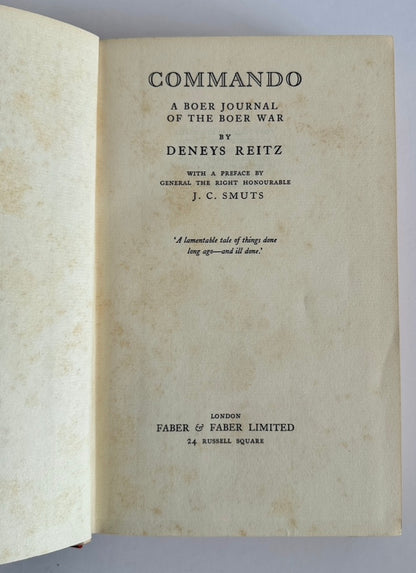 COMMANDO
A BOER JOURNAL
OF THE BOER WAR
BY
DENEYS REITZ
WITH A PREFACE BY
GENERAL THE RIGHT HONOURABLE
J. C. SMUTS
'A lamentable tale of things done
long ago—and ill done.'
LONDON
FABER & FABER LIMITED
24 RUSSELL SQUARE